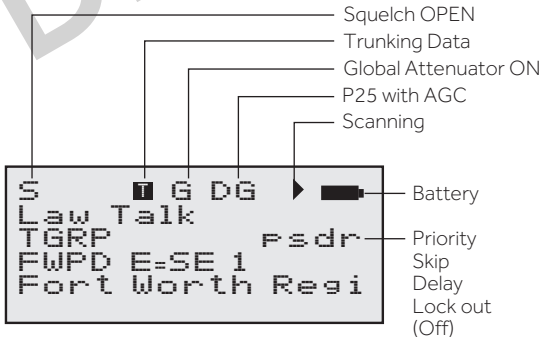 Squelch OPEN
Trunking Data
Global Attenuator ON
P25 with AGC
Scanning
S T G DG
Battery
Law Talk
TGRP psdr
Priority
Skip
Delay
Lock out
(Off)
FWPD E=SE 1
Fort Worth Regi